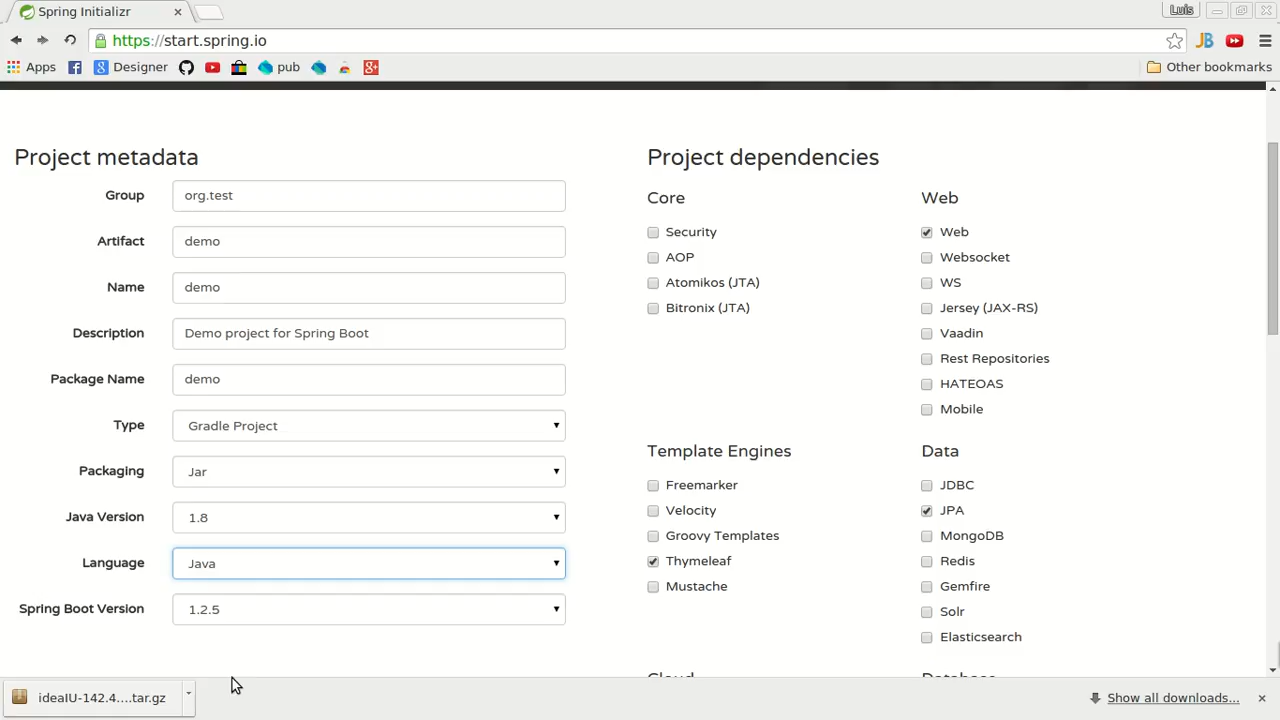 Spring Initializr
Luis
https://start.spring.io
JB
Apps
Designer
pub
Other bookmarks
Project metadata
Group
org.test
Artifact
demo
Name
demo
Description
Demo project for Spring Boot
Package Name
demo
Type
Gradle Project
Packaging
Jar
Java Version
1.8
Language
Java
Spring Boot Version
1.2.5
Project dependencies
Core
Security
AOP
Atomikos (JTA)
Bitronix (JTA)
Web
Web
Websocket
WS
Jersey (JAX-RS)
Vaadin
Rest Repositories
HATEOAS
Mobile
Template Engines
Freemarker
Velocity
Groovy Templates
Thymeleaf
Mustache
Data
JDBC
JPA
MongoDB
Redis
Gemfire
Solr
Elasticsearch
Cloud
Database
ideaIU-142.4....tar.gz
Show all downloads...